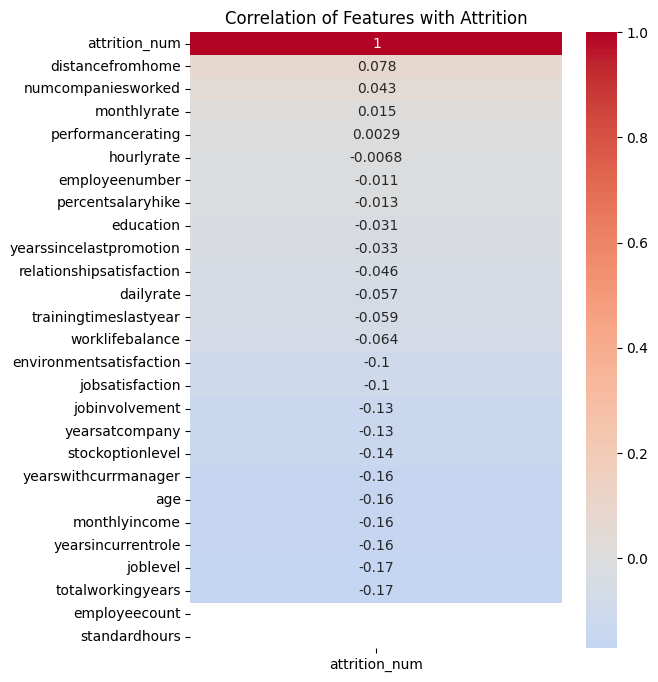 Correlation of Features with Attrition
attrition_num 1
distancefromhome 0.078
numcompaniesworked 0.043
monthlyrate 0.015
performancerating 0.0029
hourlyrate -0.0068
employeenumber -0.011
percentsalaryhike -0.013
education -0.031
yearssincelastpromotion -0.033
relationshipsatisfaction -0.046
dailyrate -0.057
trainingtimeslastyear -0.059
worklifebalance -0.064
environmentsatisfaction -0.1
jobsatisfaction -0.1
jobinvolvement -0.13
yearsatcompany -0.13
stockoptionlevel -0.14
yearswithcurrmanager -0.16
age -0.16
monthlyincome -0.16
yearsincurrentrole -0.16
joblevel -0.17
totalworkingyears -0.17
employeecount
standardhours
attrition_num
1.0
0.8
0.6
0.4
0.2
0.0